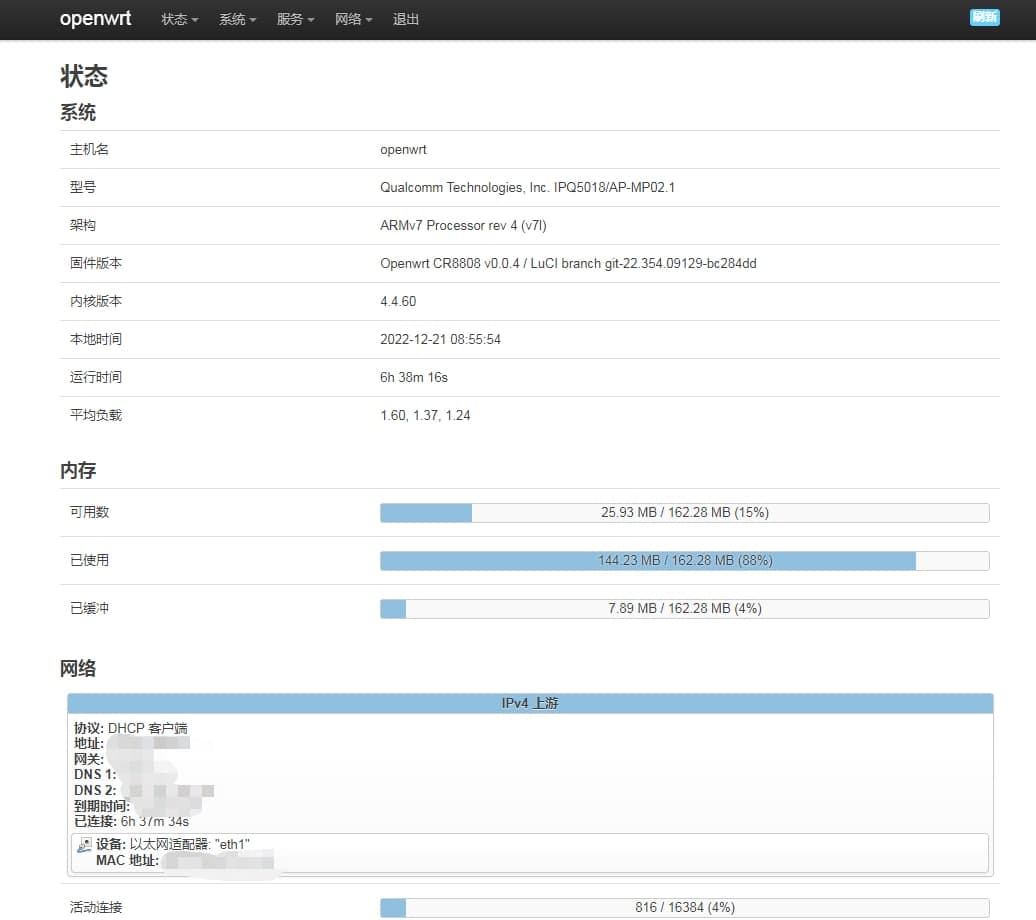 openwrt 状态 系统 服务 网络 退出 刷新
状态
系统
主机名 openwrt
型号 Qualcomm Technologies, Inc. IPQ5018/AP-MP02.1
架构 ARMv7 Processor rev 4 (v7l)
固件版本 Openwrt CR8808 v0.0.4 / LuCI branch git-22.354.09129-bc284dd
内核版本 4.4.60
本地时间 2022-12-21 08:55:54
运行时间 6h 38m 16s
平均负载 1.60, 1.37, 1.24
内存
可用数 25.93 MB / 162.28 MB (15%)
已使用 144.23 MB / 162.28 MB (88%)
已缓冲 7.89 MB / 162.28 MB (4%)
网络
IPv4 上游
协议: DHCP 客户端
地址:
网关:
DNS 1:
DNS 2:
到期时间:
已连接: 6h 37m 34s
设备: 以太网适配器: "eth1"
MAC 地址:
活动连接 816 / 16384 (4%)